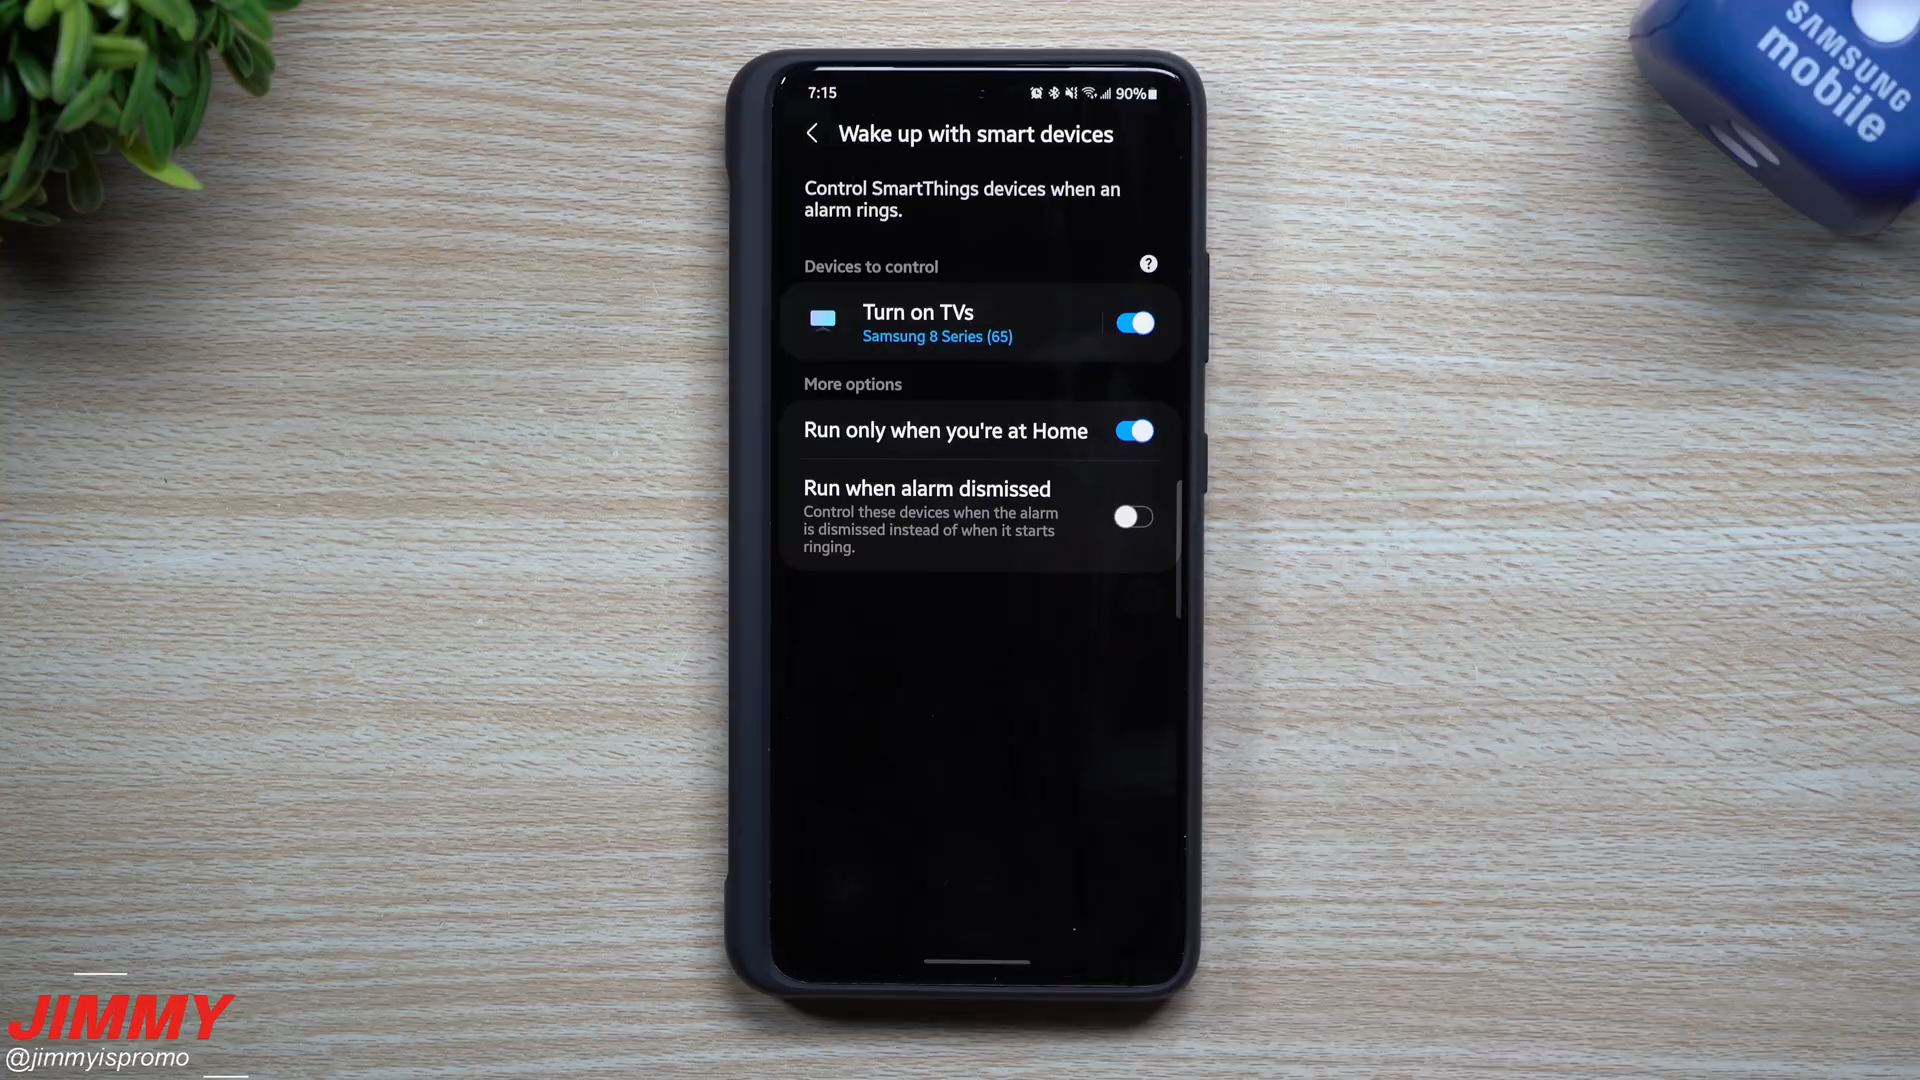 SAMSUNG
mobile
7:15
90%
Wake up with smart devices
Control SmartThings devices when an
alarm rings.
Devices to control
?
Turn on TVs
Samsung 8 Series (65)
More options
Run only when you're at Home
Run when alarm dismissed
Control these devices when the alarm
is dismissed instead of when it starts
ringing.
JIMMY
@jimmyispromo